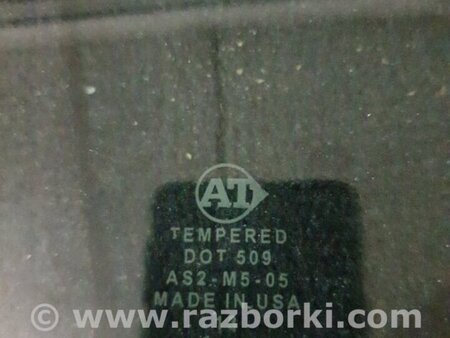 AT
TEMPERED
DOT 509
AS2-M5-05
MADE IN USA
© www.razborki.com